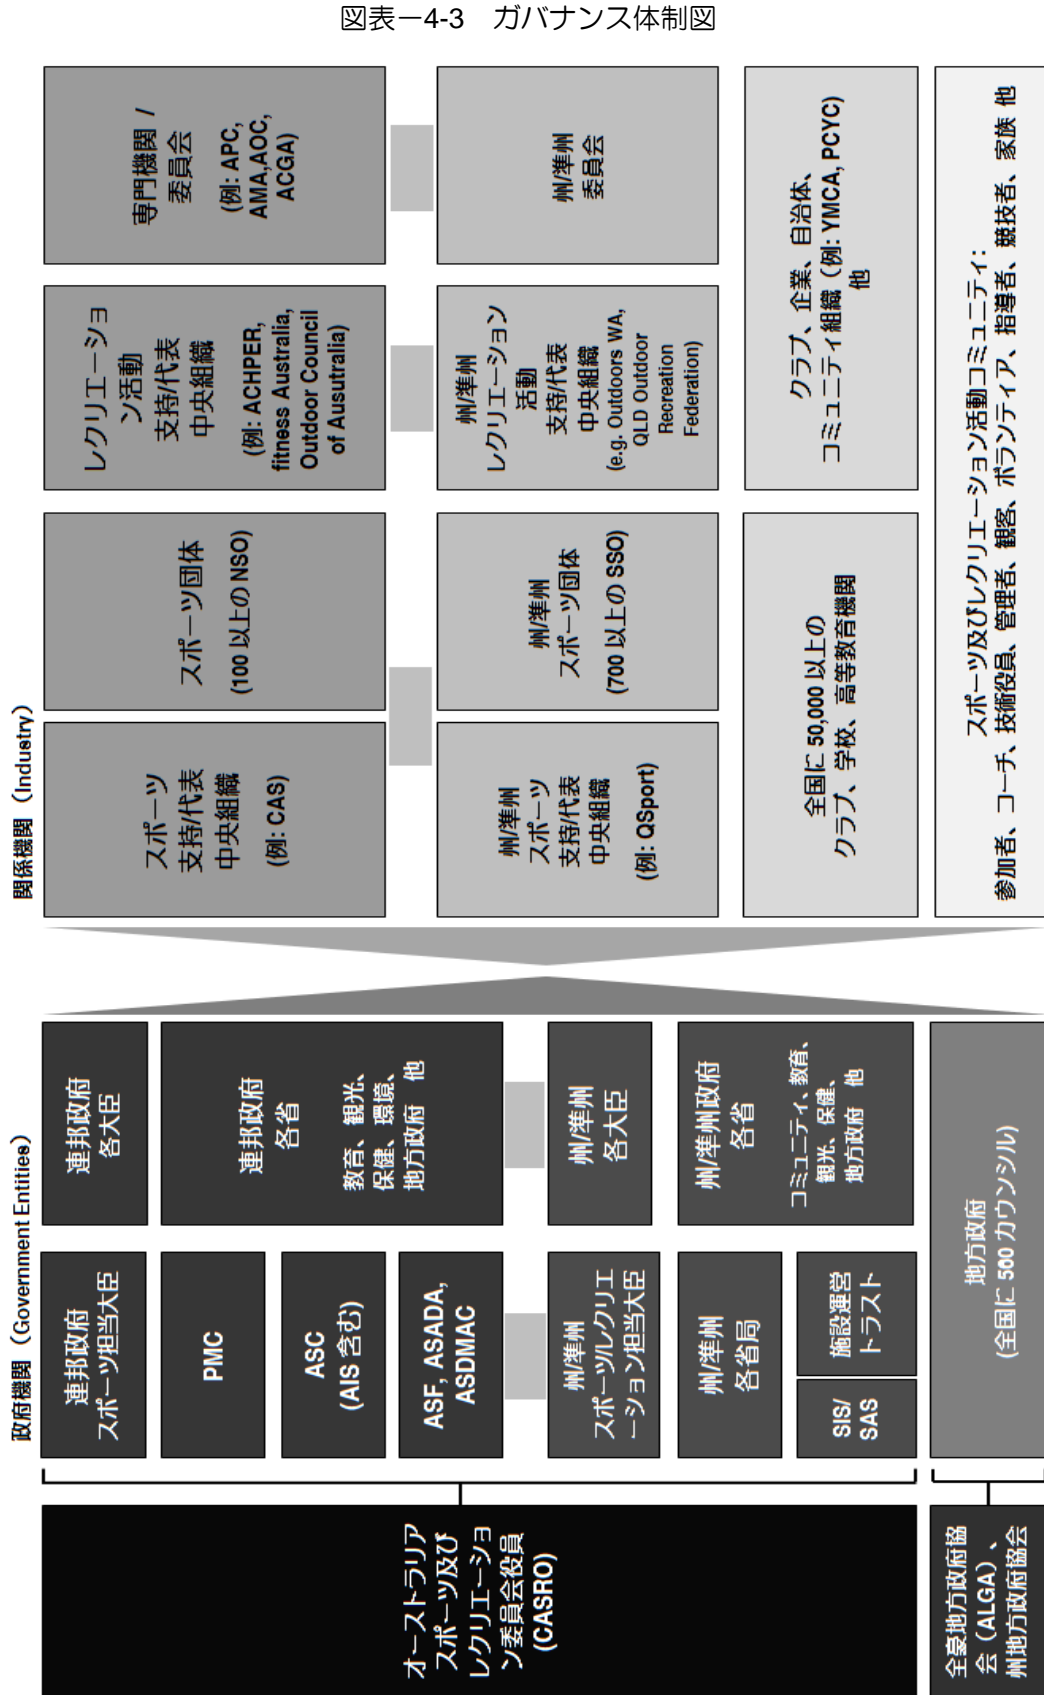 図表－4-3　ガバナンス体制図
政府機関（Government Entities）
関係機関（Industry）
オーストラリア
スポーツ及び
レクリエーショ
ン委員会役員
(CASRO)
全豪地方政府協
会（ALGA）、
州地方政府協会
連邦政府
スポーツ担当大臣
連邦政府
各大臣
PMC
ASC
(AIS 含む)
ASF, ASADA,
ASDMAC
連邦政府
各省
教育、観光、
保健、環境、
地方政府　他
州/準州
スポーツ/レクリエ
ーション担当大臣
州/準州
各大臣
州/準州
各省局
SIS/
SAS
施設運営
トラスト
州/準州政府
各省
コミュニティ、教育、
観光、保健、
地方政府　他
地方政府
(全国に 500 カウンシル)
スポーツ
支持/代表
中央組織
(例: CAS)
スポーツ団体
(100 以上の NSO)
レクリエーショ
ン活動
支持/代表
中央組織
(例: ACHPER,
fitness Australia,
Outdoor Council
of Ausutralia)
専門機関 /
委員会
(例: APC,
AMA,AOC,
ACGA)
州/準州
スポーツ
支持/代表
中央組織
(例: QSport)
州/準州
スポーツ団体
(700 以上の SSO)
州/準州
レクリエーション
活動
支持/代表
中央組織
(e.g. Outdoors WA,
QLD Outdoor
Recreation
Federation)
州/準州
委員会
全国に 50,000 以上の
クラブ、学校、高等教育機関
クラブ、企業、自治体、
コミュニティ組織（例: YMCA, PCYC)
他
スポーツ及びレクリエーション活動コミュニティ:
参加者、コーチ、技術役員、管理者、観客、ボランティア、指導者、競技者、家族 他